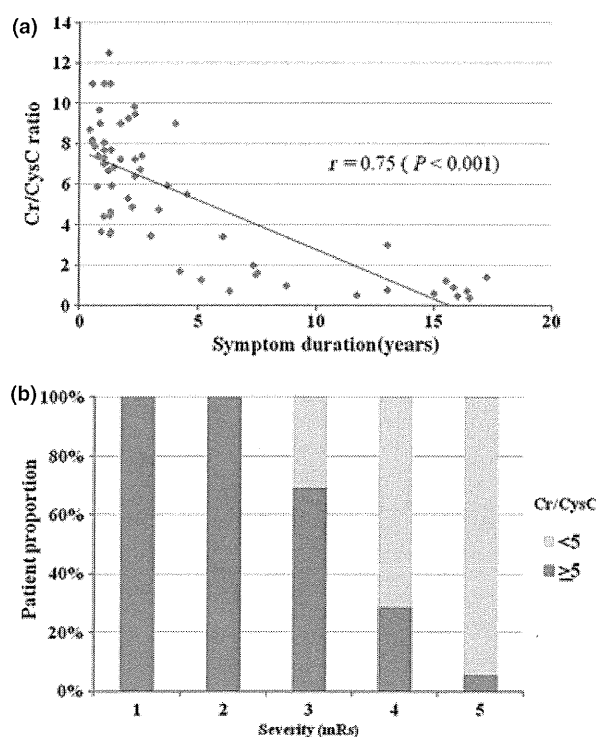 (a)
14
12
10
8
6
4
2
0
Cr/CysC ratio
r = 0.75 ( P < 0.001)
0 5 10 15 20
Symptom duration(years)
(b)
100%
80%
60%
40%
20%
0%
Patient proportion
Cr/CysC
<5
≥5
1 2 3 4 5
Severity (mRs)